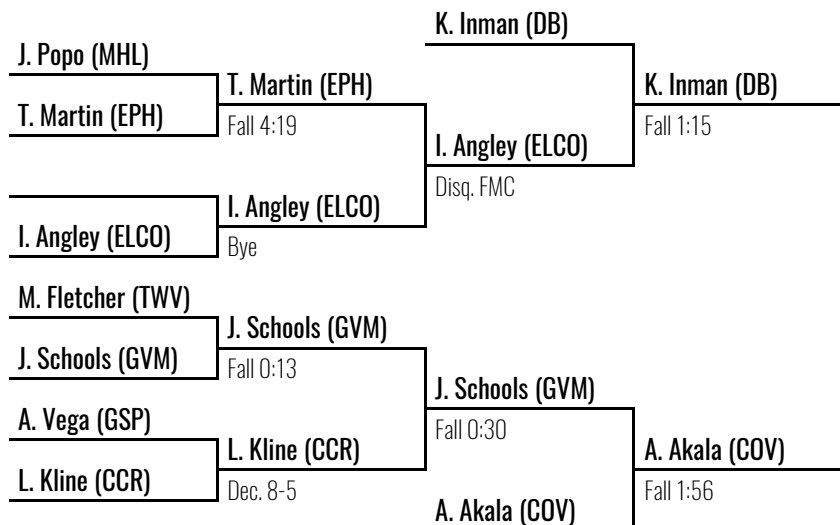 K. Inman (DB)
J. Popo (MHL)
T. Martin (EPH)
K. Inman (DB)
T. Martin (EPH)
Fall 4:19
Fall 1:15
I. Angley (ELCO)
Disq. FMC
I. Angley (ELCO)
I. Angley (ELCO)
Bye
M. Fletcher (TWV)
J. Schools (GVM)
J. Schools (GVM)
Fall 0:13
J. Schools (GVM)
A. Vega (GSP)
Fall 0:30
L. Kline (CCR)
A. Akala (COV)
L. Kline (CCR)
Dec. 8-5
Fall 1:56
A. Akala (COV)